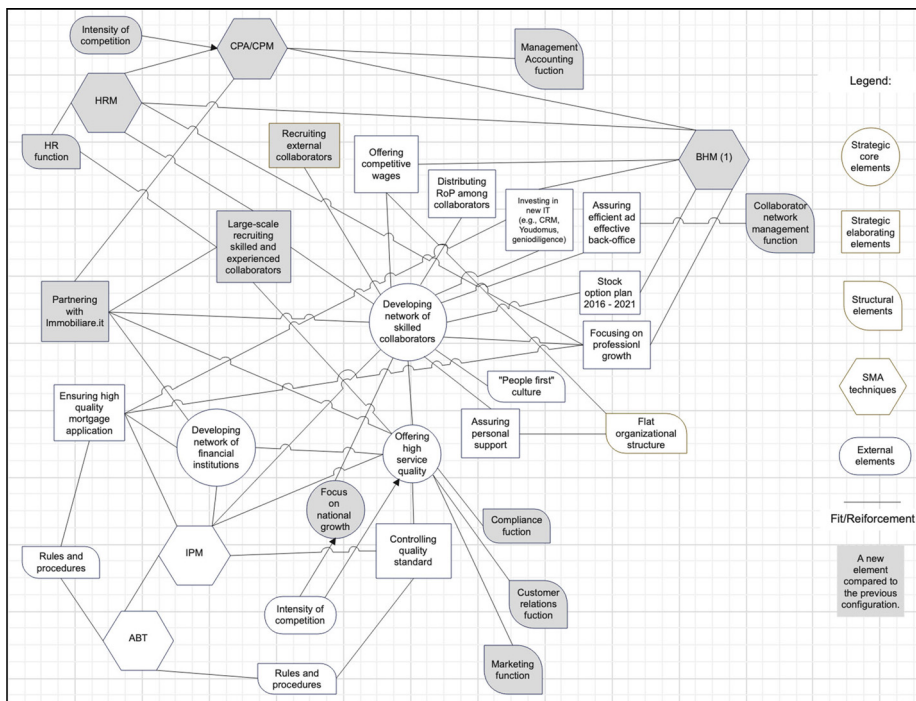 Intensity of
competition
CPA/CPM
Management
Accounting
fuction
Legend:
HRM
HR
function
Recruiting
external
collaborators
Offering
competitive
wages
BHM (1)
Strategic
core
elements
Distributing
RoP among
collaborators
Investing in
new IT
(e.g., CRM,
Youdomus,
geniodiligence)
Assuring
efficient ad
effective
back-office
Collaborator
network
management
function
Strategic
elaborating
elements
Large-scale
recruiting
skilled and
experienced
collaborators
Stock
option plan
2016 - 2021
Structural
elements
Partnering
with
Immobiliare.it
Developing
network of
skilled
collaborators
Focusing on
professionl
growth
"People first"
culture
SMA
techniques
Ensuring high
quality
mortgage
application
Developing
network of
financial
institutions
Offering
high
service
quality
Assuring
personal
support
Flat
organizational
structure
External
elements
Focus on
national
growth
Compliance
fuction
Fit/Reiforcement
Rules and
procedures
IPM
Controlling
quality
standard
A new
element
compared to
the previous
configuration.
Intensity of
competition
Customer
relations
fuction
ABT
Rules and
procedures
Marketing
function